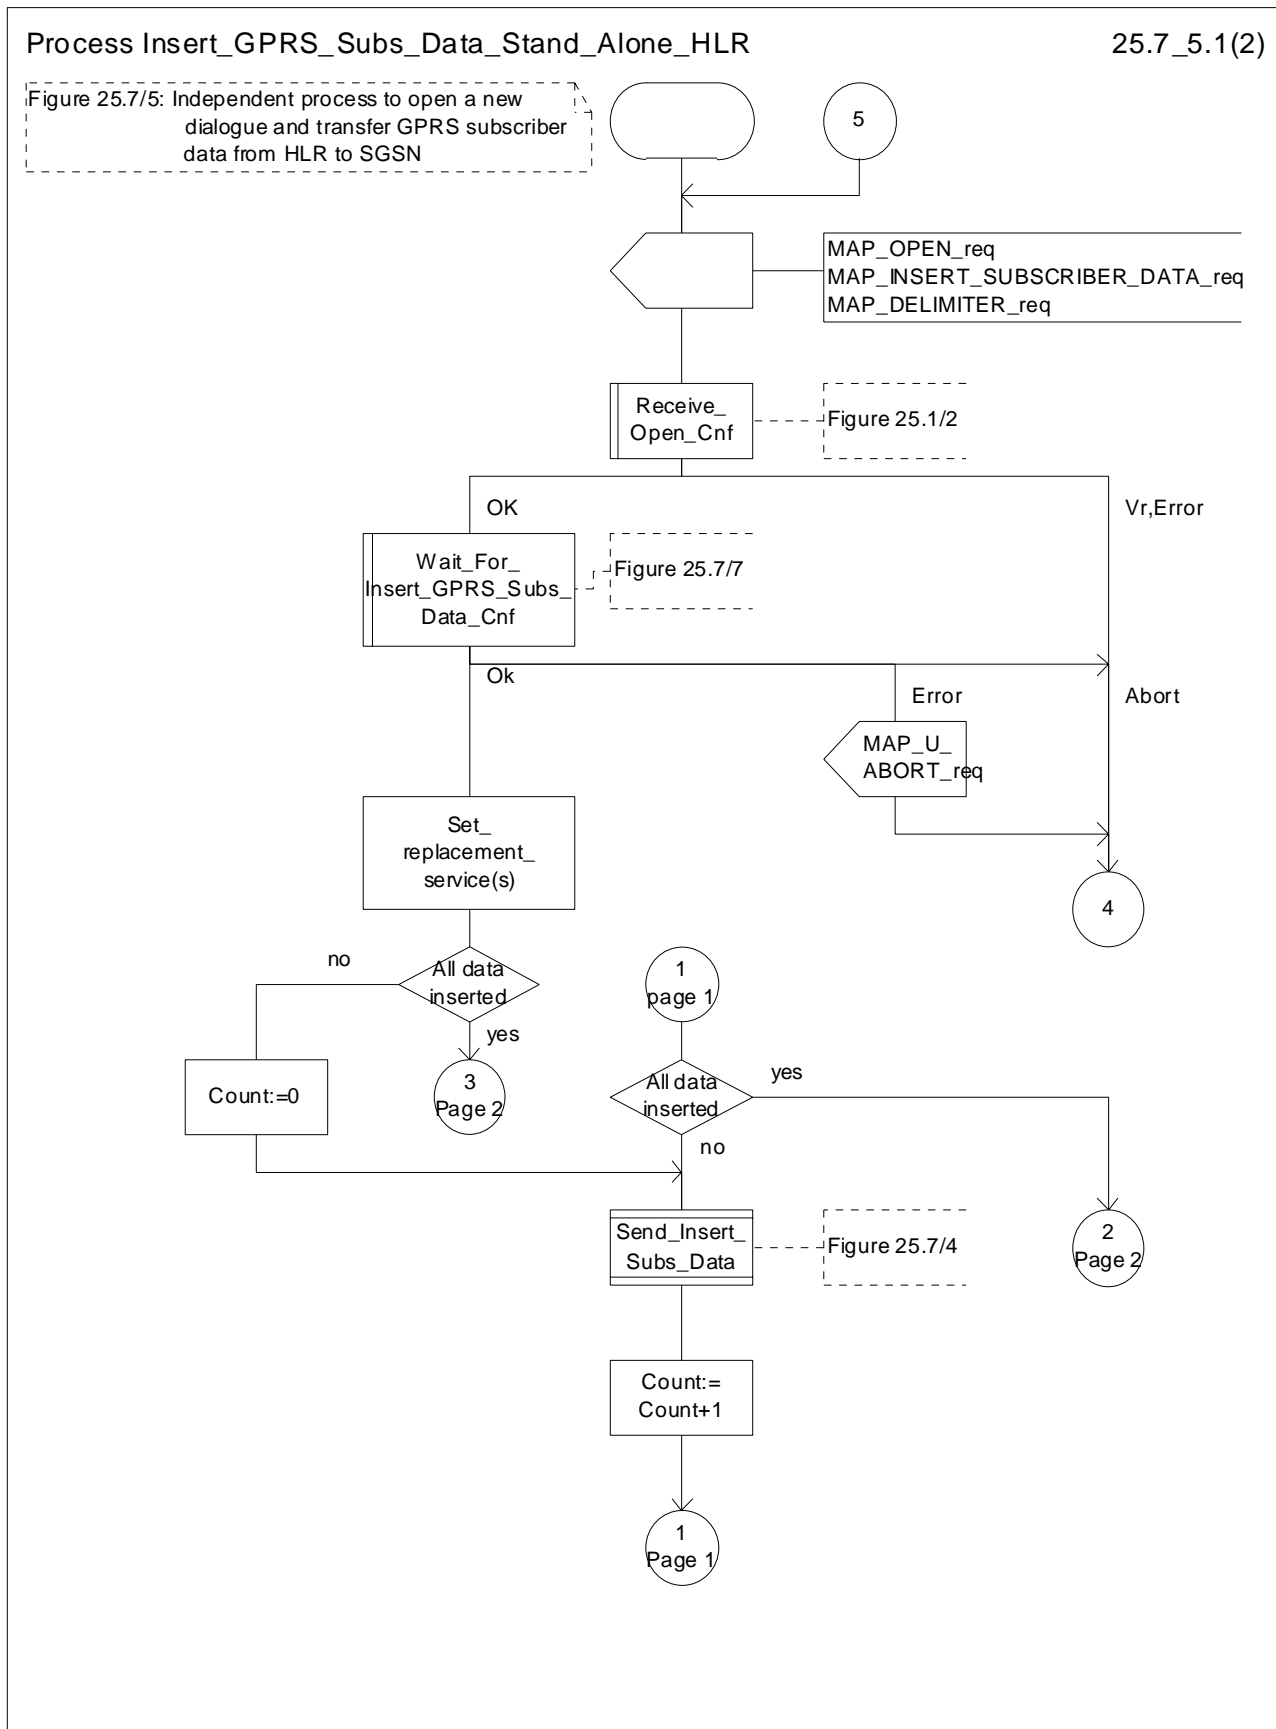 Process Insert_GPRS_Subs_Data_Stand_Alone_HLR
25.7_5.1(2)
Figure 25.7/5: Independent process to open a new
dialogue and transfer GPRS subscriber
data from HLR to SGSN
5
MAP_OPEN_req
MAP_INSERT_SUBSCRIBER_DATA_req
MAP_DELIMITER_req
Receive_
Open_Cnf
Figure 25.1/2
OK
Vr,Error
Wait_For_
Insert_GPRS_Subs_
Data_Cnf
Figure 25.7/7
Ok
Error
Abort
MAP_U_
ABORT_req
Set_
replacement_
service(s)
4
no
All data
inserted
yes
1
page 1
Count:=0
3
Page 2
All data
inserted
yes
no
Send_Insert_
Subs_Data
Figure 25.7/4
2
Page 2
Count:=
Count+1
1
Page 1